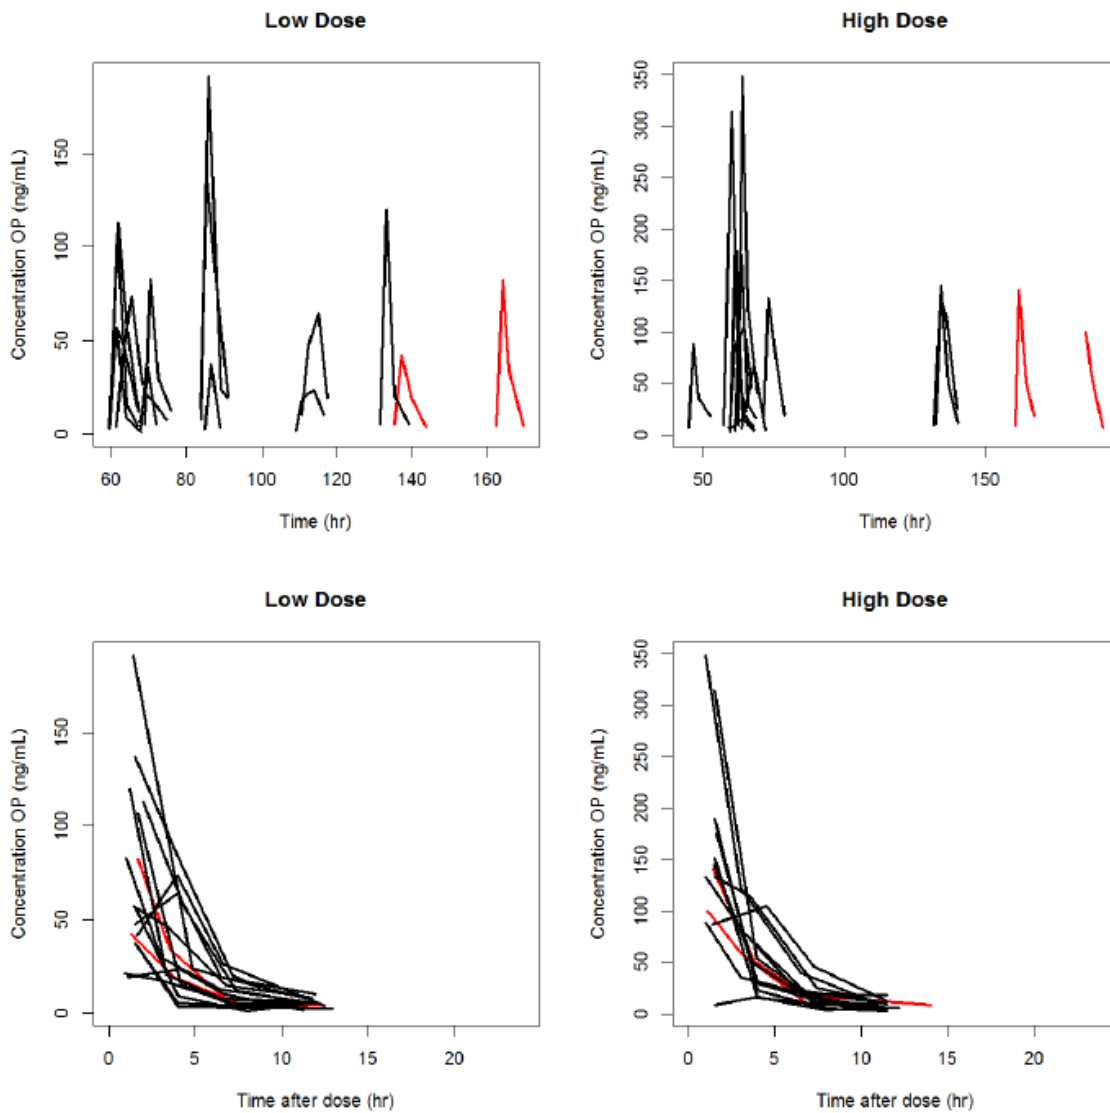 Low Dose
Concentration OP (ng/mL)
0 50 100 150
60 80 100 120 140 160
Time (hr)
High Dose
Concentration OP (ng/mL)
0 50 100 150 200 250 300 350
50 100 150
Time (hr)
Low Dose
Concentration OP (ng/mL)
0 50 100 150
0 5 10 15 20
Time after dose (hr)
High Dose
Concentration OP (ng/mL)
0 50 100 150 200 250 300 350
0 5 10 15 20
Time after dose (hr)